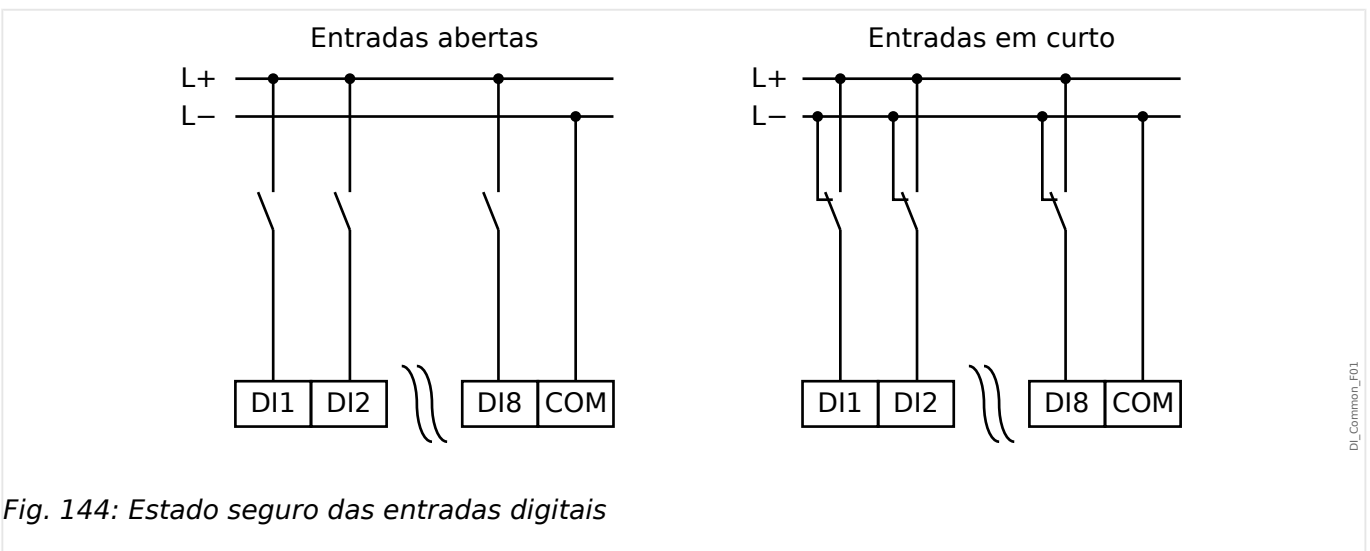 Entradas abertas
L+
L−
DI1 DI2 DI8 COM
Entradas em curto
L+
L−
DI1 DI2 DI8 COM
DI_Common_F01
Fig. 144: Estado seguro das entradas digitais